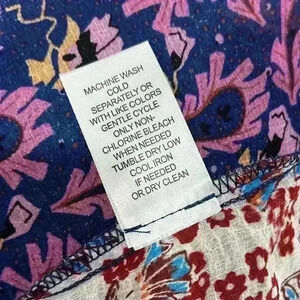 MACHINE WASH
COLD
SEPARATELY OR
WITH LIKE COLORS
GENTLE CYCLE
ONLY NON-
CHLORINE BLEACH
WHEN NEEDED
TUMBLE DRY LOW
COOL IRON
IF NEEDED
OR DRY CLEAN